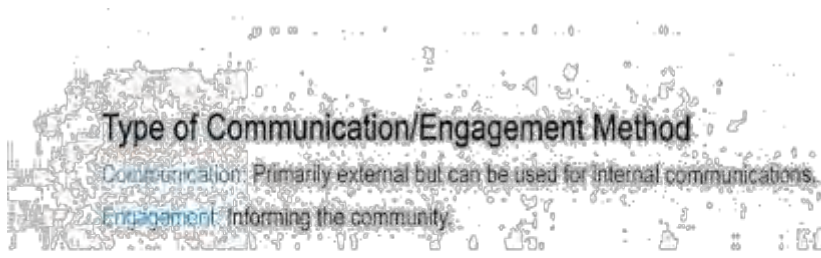 Type of Communication/Engagement Method
Communication: Primarily external but can be used for internal communications.
Engagement: Informing the community.